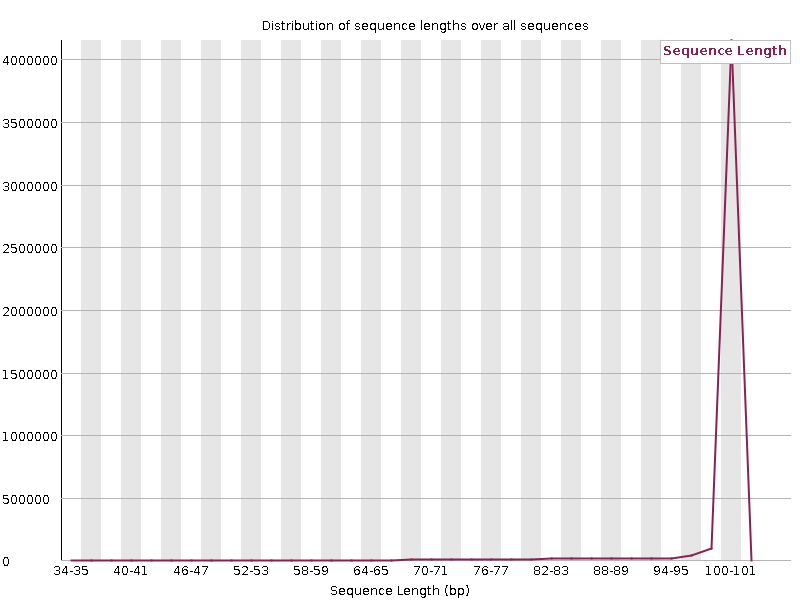 Distribution of sequence lengths over all sequences
Sequence Length
4000000
3500000
3000000
2500000
2000000
1500000
1000000
500000
0
34-35 40-41 46-47 52-53 58-59 64-65 70-71 76-77 82-83 88-89 94-95 100-101
Sequence Length (bp)